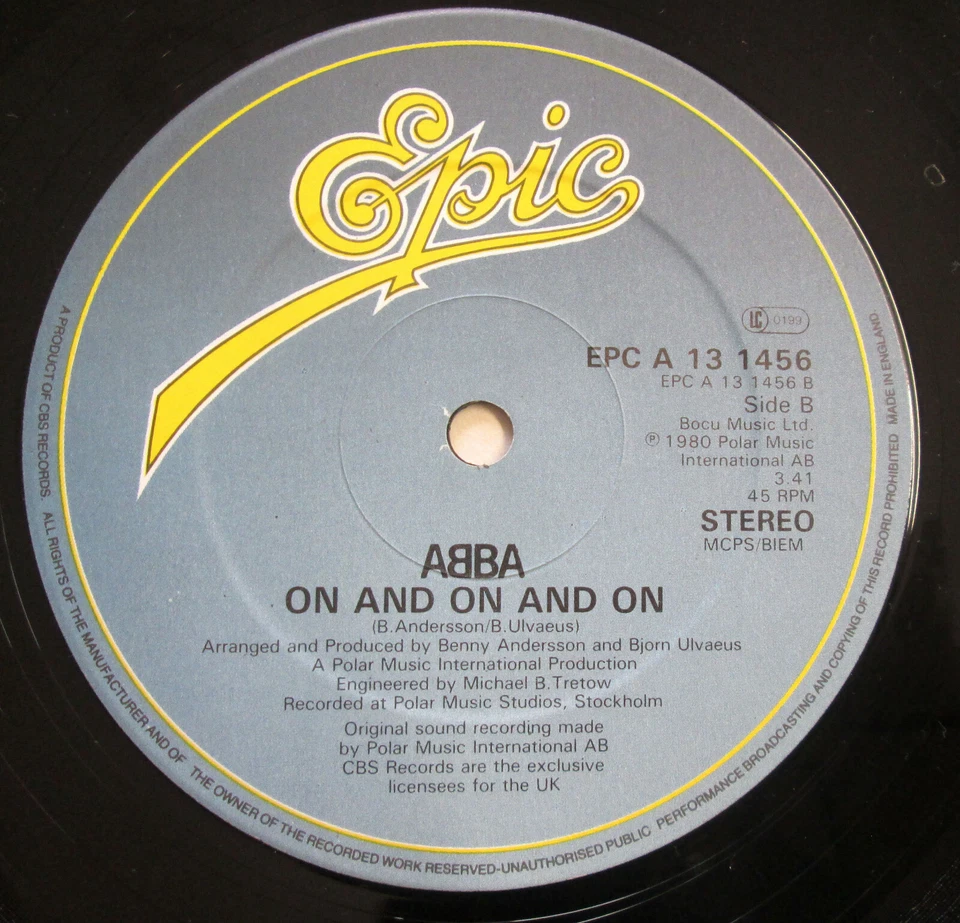 Epic
LC 0199
EPC A 13 1456
EPC A 13 1456 B
Side B
Bocu Music Ltd.
℗ 1980 Polar Music
International AB
3.41
45 RPM
STEREO
MCPS/BIEM
ABBA
ON AND ON AND ON
(B.Andersson/B.Ulvaeus)
Arranged and Produced by Benny Andersson and Bjorn Ulvaeus
A Polar Music International Production
Engineered by Michael B.Tretow
Recorded at Polar Music Studios, Stockholm
Original sound recording made
by Polar Music International AB
CBS Records are the exclusive
licensees for the UK
A PRODUCT OF CBS RECORDS. ALL RIGHTS OF THE MANUFACTURER AND OF THE OWNER OF THE RECORDED WORK RESERVED-UNAUTHORISED PUBLIC PERFORMANCE BROADCASTING AND COPYING OF THIS RECORD PROHIBITED MADE IN ENGLAND.